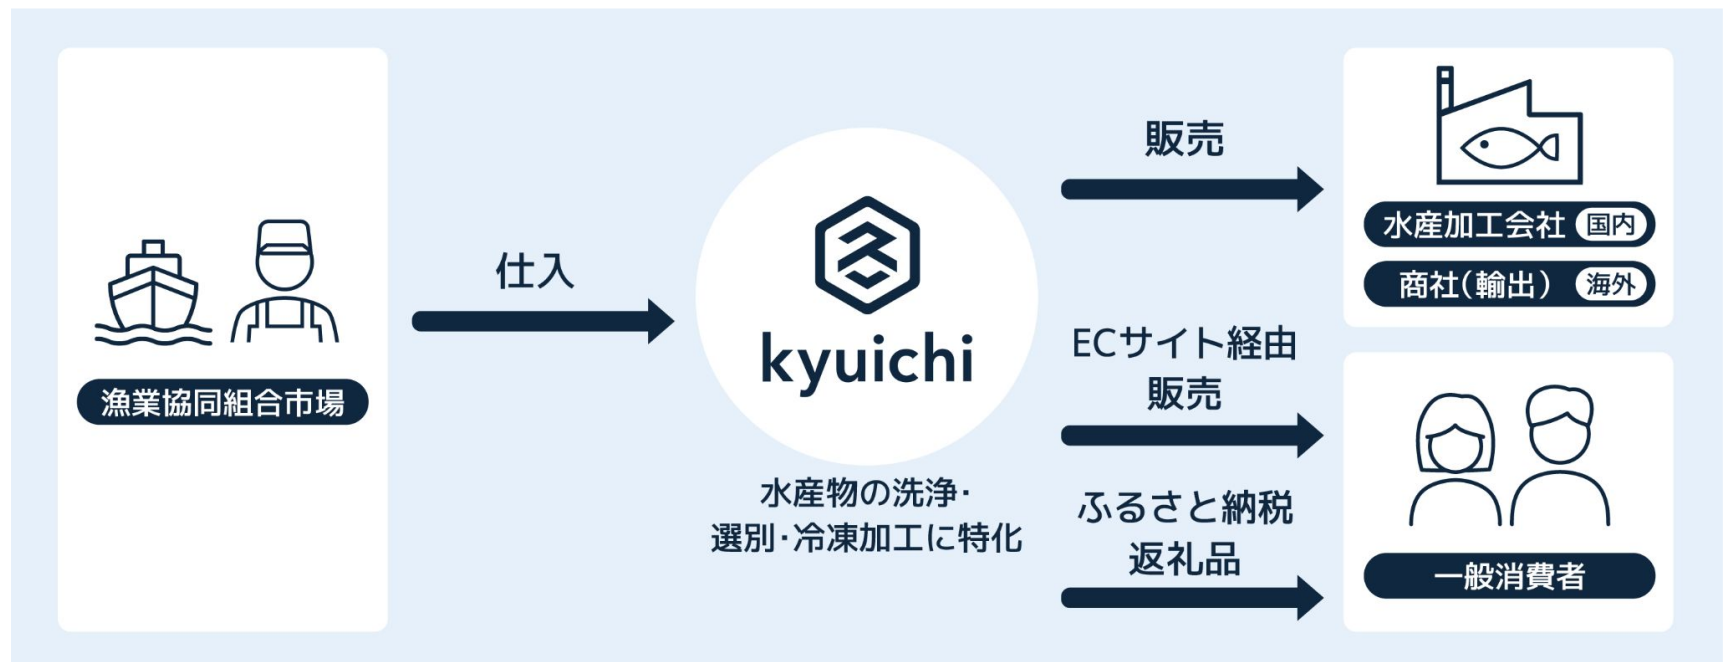 漁業協同組合市場
仕入
kyuichi
水産物の洗浄・
選別・冷凍加工に特化
販売
水産加工会社 国内
商社(輸出) 海外
ECサイト経由
販売
ふるさと納税
返礼品
一般消費者